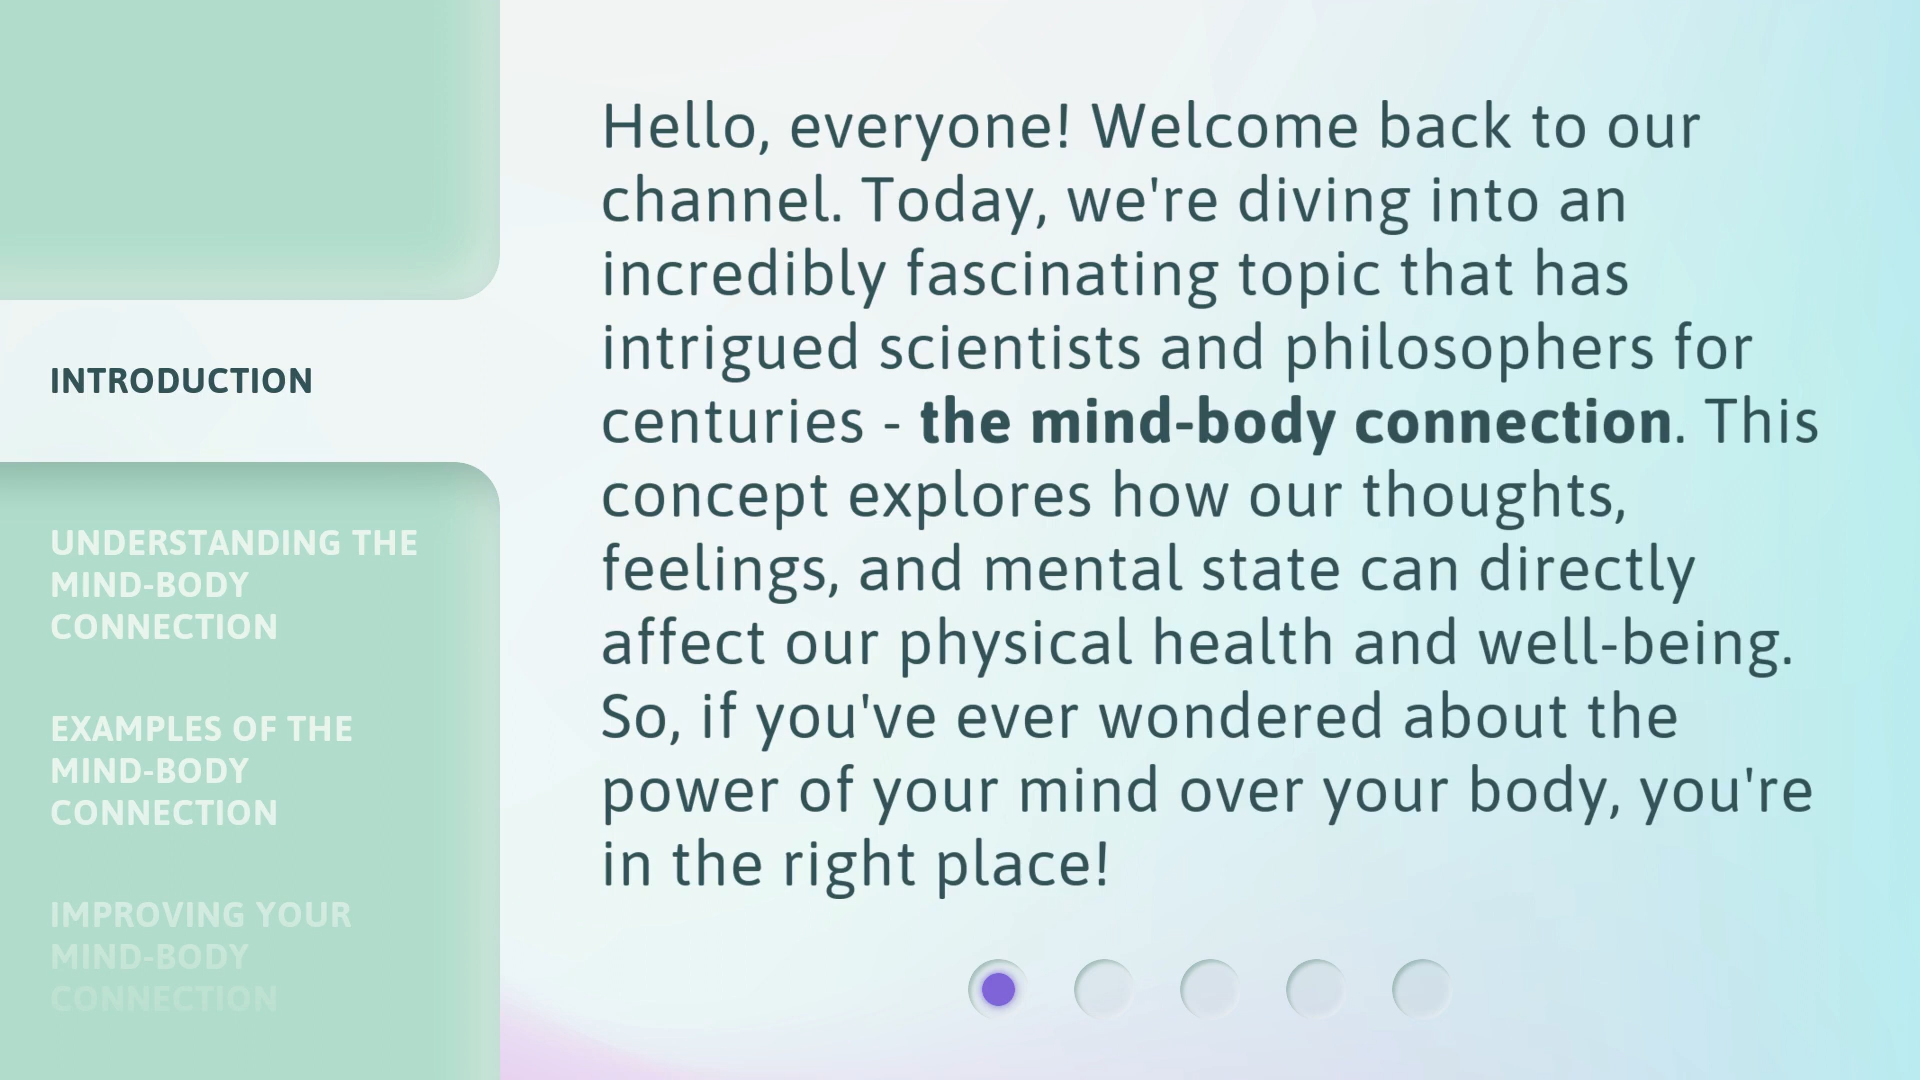 INTRODUCTION
UNDERSTANDING THE
MIND-BODY
CONNECTION
EXAMPLES OF THE
MIND-BODY
CONNECTION
IMPROVING YOUR
MIND-BODY
CONNECTION
Hello, everyone! Welcome back to our
channel. Today, we're diving into an
incredibly fascinating topic that has
intrigued scientists and philosophers for
centuries - the mind-body connection. This
concept explores how our thoughts,
feelings, and mental state can directly
affect our physical health and well-being.
So, if you've ever wondered about the
power of your mind over your body, you're
in the right place!